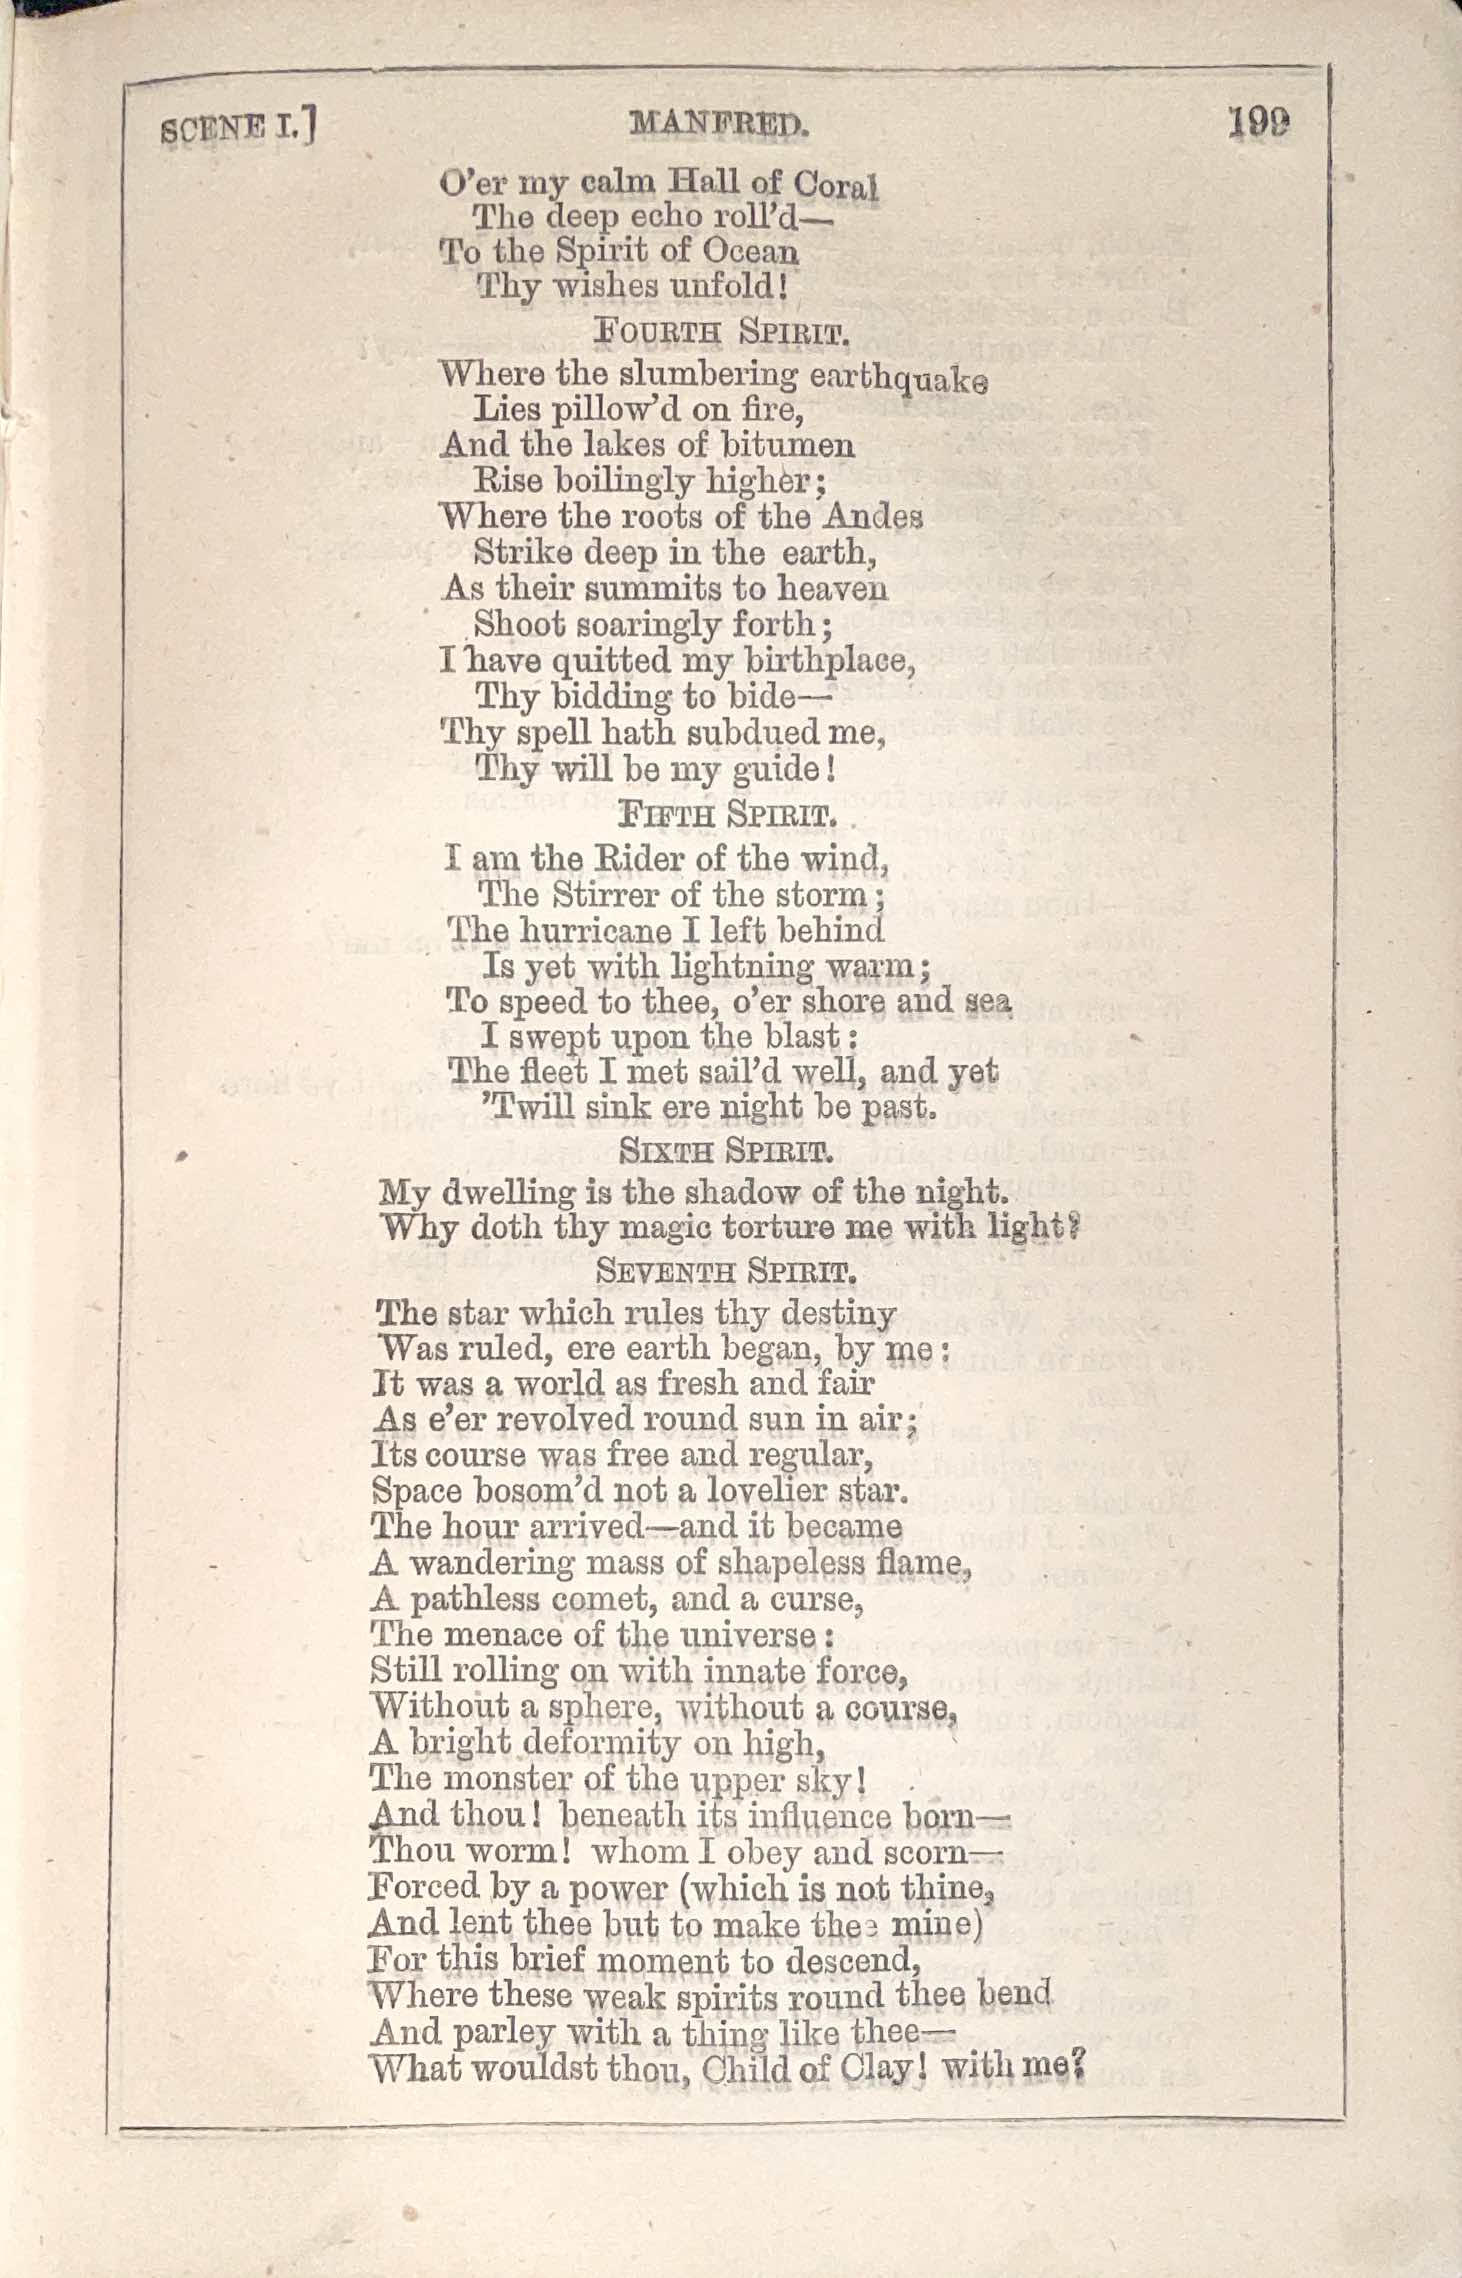 SCENE I.] MANFRED. 199
O'er my calm Hall of Coral
The deep echo roll'd—
To the Spirit of Ocean
Thy wishes unfold!
FOURTH SPIRIT.
Where the slumbering earthquake
Lies pillow'd on fire,
And the lakes of bitumen
Rise boilingly higher;
Where the roots of the Andes
Strike deep in the earth,
As their summits to heaven
Shoot soaringly forth;
I have quitted my birthplace,
Thy bidding to bide—
Thy spell hath subdued me,
Thy will be my guide!
FIFTH SPIRIT.
I am the Rider of the wind,
The Stirrer of the storm;
The hurricane I left behind
Is yet with lightning warm;
To speed to thee, o'er shore and sea
I swept upon the blast:
The fleet I met sail'd well, and yet
'Twill sink ere night be past.
SIXTH SPIRIT.
My dwelling is the shadow of the night.
Why doth thy magic torture me with light?
SEVENTH SPIRIT.
The star which rules thy destiny
Was ruled, ere earth began, by me:
It was a world as fresh and fair
As e'er revolved round sun in air;
Its course was free and regular,
Space bosom'd not a lovelier star.
The hour arrived—and it became
A wandering mass of shapeless flame,
A pathless comet, and a curse,
The menace of the universe:
Still rolling on with innate force,
Without a sphere, without a course,
A bright deformity on high,
The monster of the upper sky!
And thou! beneath its influence born—
Thou worm! whom I obey and scorn—
Forced by a power (which is not thine,
And lent thee but to make thee mine)
For this brief moment to descend,
Where these weak spirits round thee bend
And parley with a thing like thee—
What wouldst thou, Child of Clay! with me?